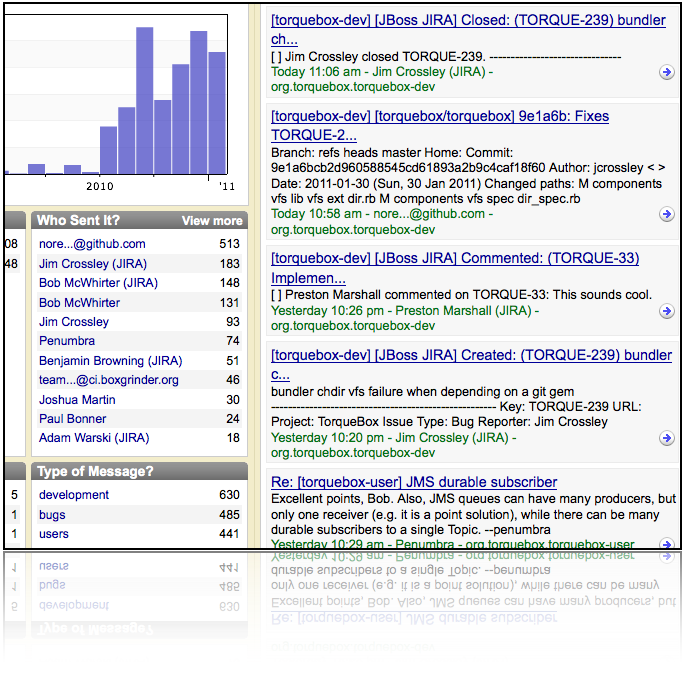 2010
'11
08
48
Who Sent It? View more
nore...@github.com 513
Jim Crossley (JIRA) 183
Bob McWhirter (JIRA) 148
Bob McWhirter 131
Jim Crossley 93
Penumbra 74
Benjamin Browning (JIRA) 51
team...@ci.boxgrinder.org 46
Joshua Martin 30
Paul Bonner 24
Adam Warski (JIRA) 18
5
1
1
Type of Message?
development 630
bugs 485
users 441
[torquebox-dev] [JBoss JIRA] Closed: (TORQUE-239) bundler
ch...
[ ] Jim Crossley closed TORQUE-239. ------------------------------
Today 11:06 am - Jim Crossley (JIRA) -
org.torquebox.torquebox-dev
[torquebox-dev] [torquebox/torquebox] 9e1a6b: Fixes
TORQUE-2...
Branch: refs heads master Home: Commit:
9e1a6bcb2d960588545cd61893a2b9c4caf18f60 Author: jcrossley < >
Date: 2011-01-30 (Sun, 30 Jan 2011) Changed paths: M components
vfs lib vfs ext dir.rb M components vfs spec dir_spec.rb
Today 10:58 am - nore...@github.com -
org.torquebox.torquebox-dev
[torquebox-dev] [JBoss JIRA] Commented: (TORQUE-33)
Implemen...
[ ] Preston Marshall commented on TORQUE-33: This sounds cool.
Yesterday 10:26 pm - Preston Marshall (JIRA) -
org.torquebox.torquebox-dev
[torquebox-dev] [JBoss JIRA] Created: (TORQUE-239) bundler
c...
bundler chdir vfs failure when depending on a git gem
--------------------------------------------------- Key: TORQUE-239 URL:
Project: TorqueBox Issue Type: Bug Reporter: Jim Crossley
Yesterday 10:20 pm - Jim Crossley (JIRA) -
org.torquebox.torquebox-dev
Re: [torquebox-user] JMS durable subscriber
Excellent points, Bob. Also, JMS queues can have many producers, but
only one receiver (e.g. it is a point solution), while there can be many
durable subscribers to a single Topic. --penumbra
Yesterday 10:29 am - Penumbra - org.torquebox.torquebox-user